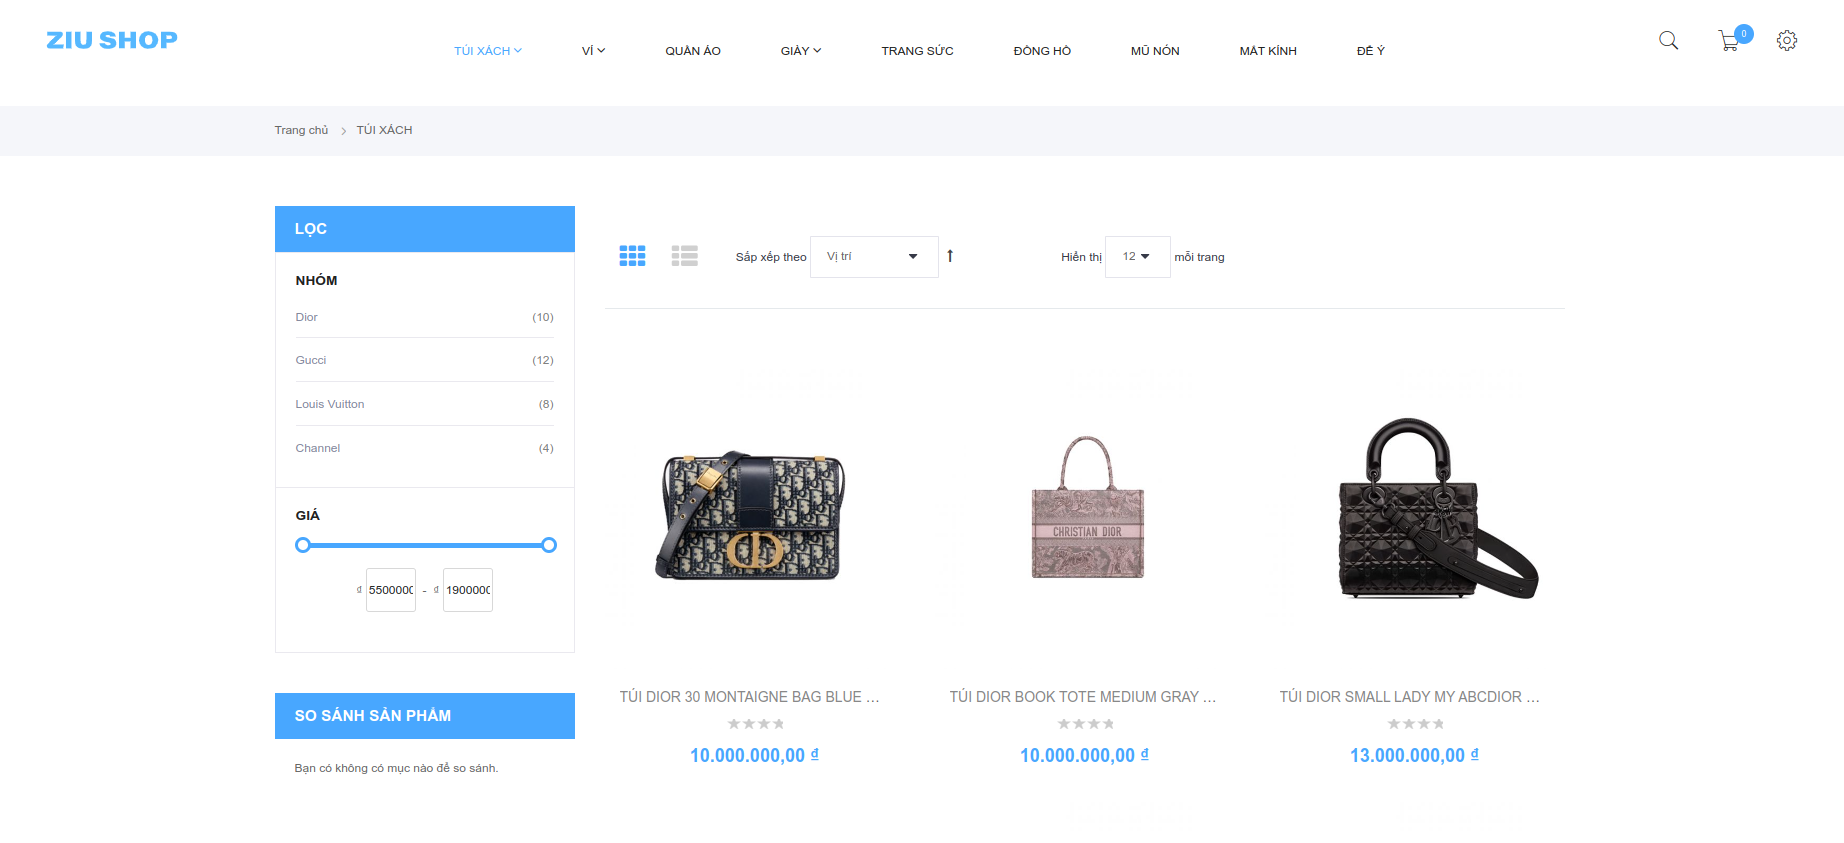 ZIU SHOP
TÚI XÁCH
VÍ
QUẦN ÁO
GIÀY
TRANG SỨC
ĐỒNG HỒ
MŨ NÓN
MẮT KÍNH
ĐỂ Ý
0
Trang chủ
TÚI XÁCH
LỌC
NHÓM
Dior (10)
Gucci (12)
Louis Vuitton (8)
Channel (4)
GIÁ
₫ 5500000 - ₫ 1900000
SO SÁNH SẢN PHẨM
Bạn có không có mục nào để so sánh.
Sắp xếp theo Vị trí
Hiển thị 12 mỗi trang
CHRISTIAN DIOR
TÚI DIOR 30 MONTAIGNE BAG BLUE ...
10.000.000,00 ₫
TÚI DIOR BOOK TOTE MEDIUM GRAY ...
10.000.000,00 ₫
TÚI DIOR SMALL LADY MY ABCDIOR ...
13.000.000,00 ₫